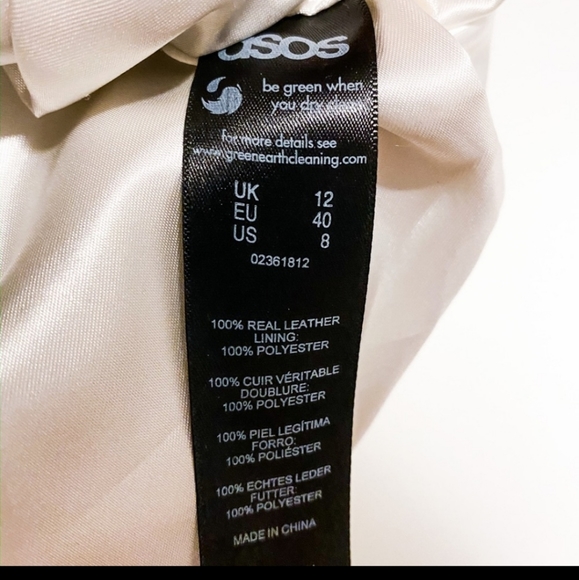 asos
be green when
you dry clean
for more details see
www.greenearthcleaning.com
UK 12
EU 40
US 8
02361812
100% REAL LEATHER
LINING:
100% POLYESTER
100% CUIR VÉRITABLE
DOUBLURE:
100% POLYESTER
100% PIEL LEGÍTIMA
FORRO:
100% POLIÉSTER
100% ECHTES LEDER
FUTTER:
100% POLYESTER
MADE IN CHINA